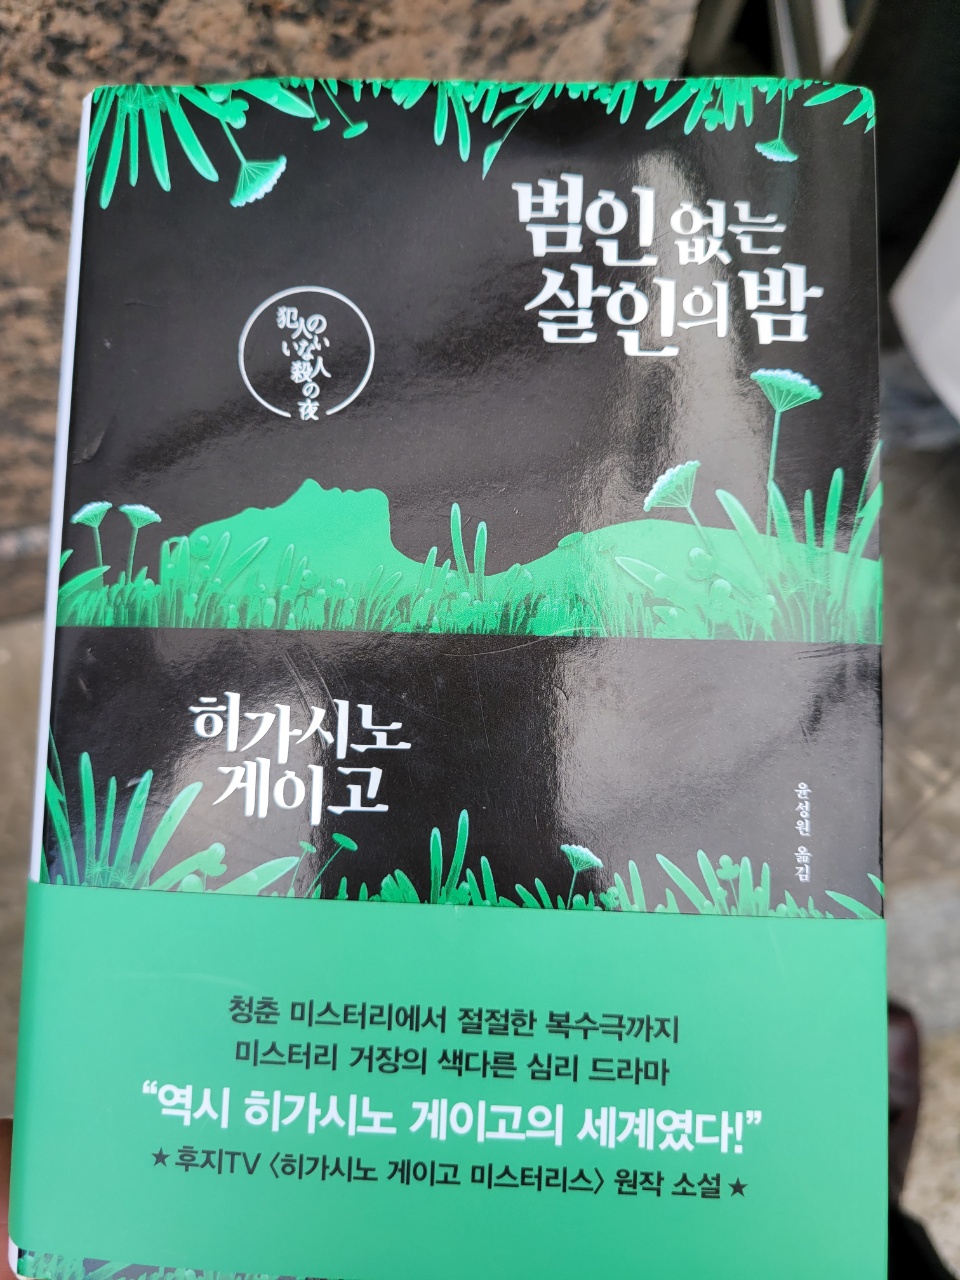 범인 없는
살인의 밤
犯人のいない殺人の夜
히가시노
게이고
윤성원 옮김
청춘 미스터리에서 절절한 복수극까지
미스터리 거장의 색다른 심리 드라마
“역시 히가시노 게이고의 세계였다!”
★ 후지TV 〈히가시노 게이고 미스터리스〉 원작 소설 ★